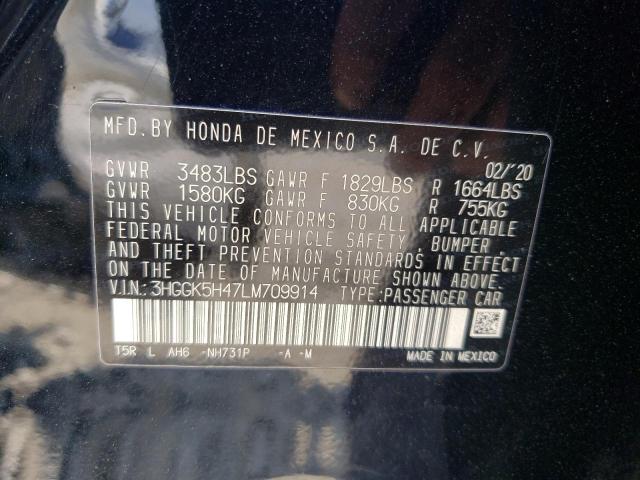 MFD. BY HONDA DE MEXICO S.A. DE C.V.
02/'20
GVWR 3483LBS GAWR F 1829LBS R 1664LBS
GVWR 1580KG GAWR F 830KG R 755KG
THIS VEHICLE CONFORMS TO ALL APPLICABLE
FEDERAL MOTOR VEHICLE SAFETY, BUMPER,
AND THEFT PREVENTION STANDARDS IN EFFECT
ON THE DATE OF MANUFACTURE SHOWN ABOVE.
V.I.N.: 3HGGK5H47LM709914 TYPE: PASSENGER CAR
T5R L AH6 -NH731P -A -M MADE IN MEXICO